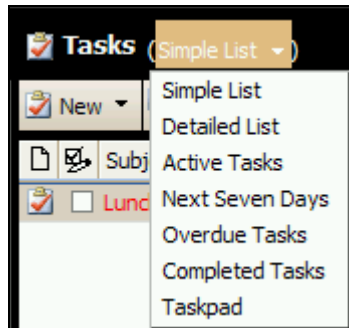 Tasks (Simple List)
New Simple List
Detailed List
Subj Active Tasks
Lunc Next Seven Days
Overdue Tasks
Completed Tasks
Taskpad